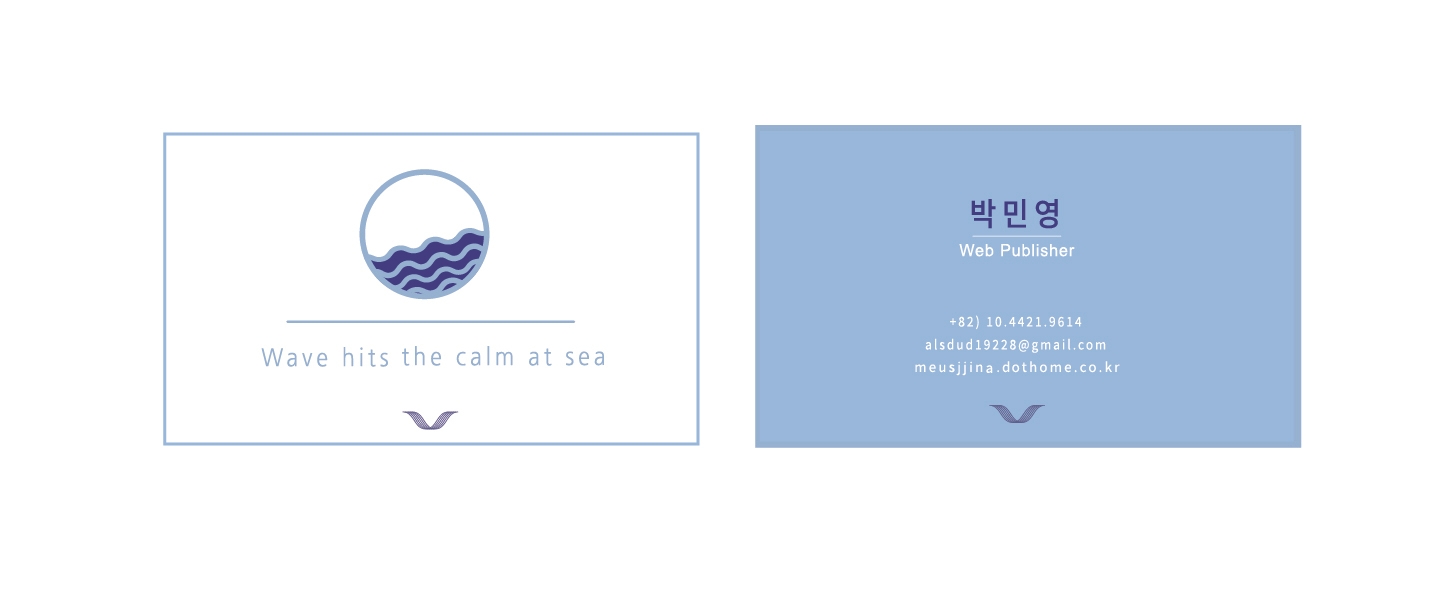 Wave hits the calm at sea
박민영
Web Publisher
+82) 10.4421.9614
alsdud19228@gmail.com
meusjjina.dothome.co.kr